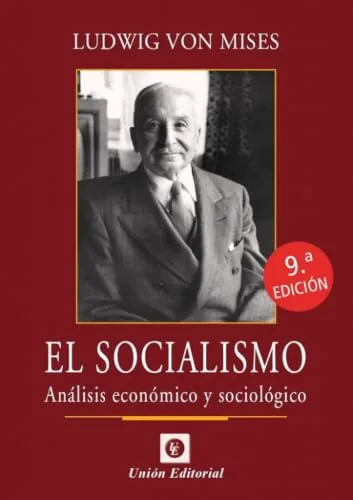 LUDWIG VON MISES
9.ª
EDICIÓN
EL SOCIALISMO
Análisis económico y sociológico
UE
Unión Editorial